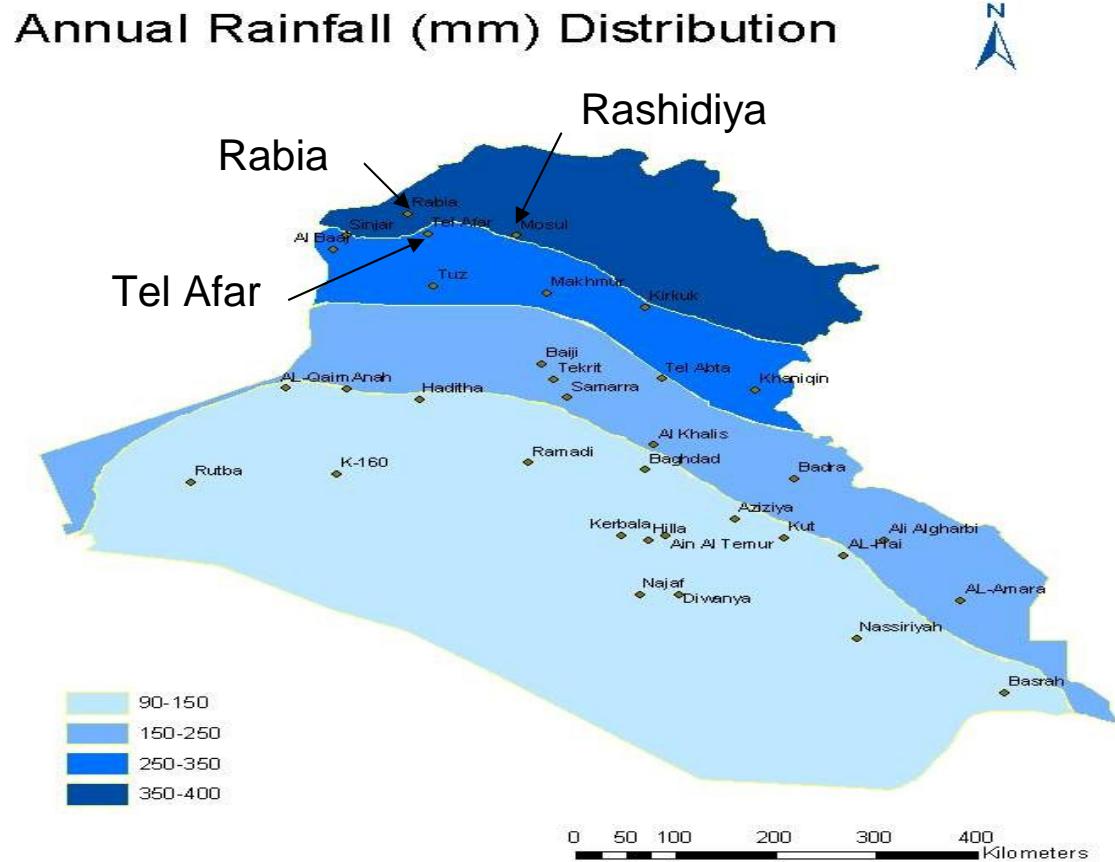 Annual Rainfall (mm) Distribution
N
Rashidiya
Rabia
Rabia
Sinjar
Tel Afar
Mosul
Al Baaj
Tel Afar
Tuz
Makhmur
Kirkuk
Baiji
Tekrit
Tel Abta
Khaniqin
AL-Qaim
Anah
Haditha
Samarra
Al Khalis
Rutba
K-160
Ramadi
Baghdad
Badra
Aziziya
Kerbala
Hilla
Kut
Ali Algharbi
Ain Al Temur
AL-Hai
Najaf
Diwanya
AL-Amara
Nassiriyah
Basrah
90-150
150-250
250-350
350-400
0 50 100 200 300 400
Kilometers